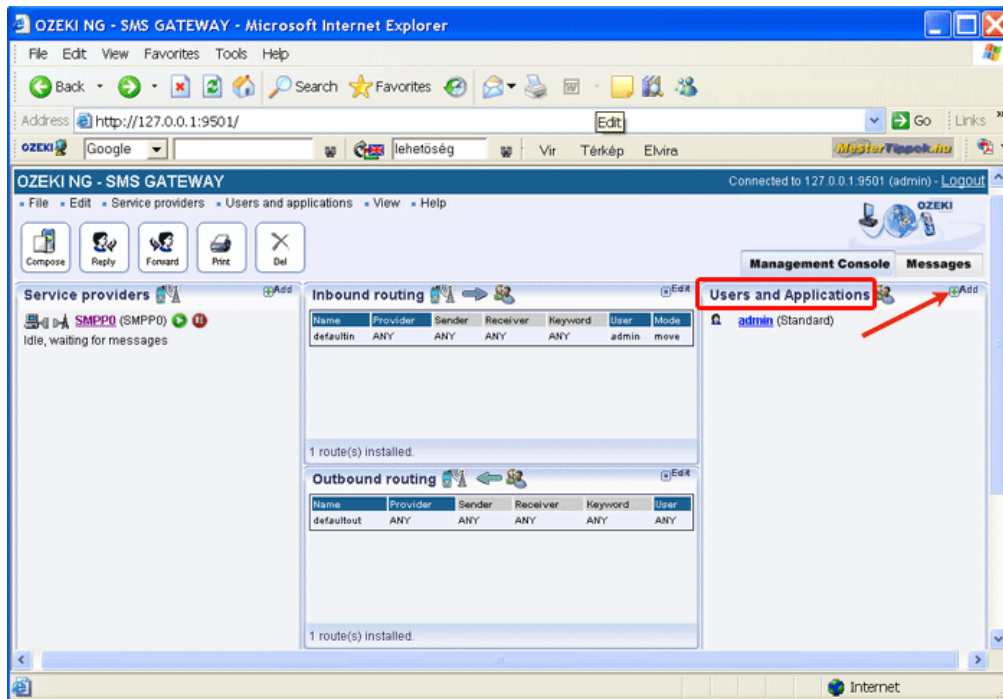 OZEKI NG - SMS GATEWAY - Microsoft Internet Explorer
File Edit View Favorites Tools Help
Back Search Favorites
Address http://127.0.0.1:9501/ Edit Go Links »
OZEKI Google lehetőség Vir Térkép Elvira MásterTippek.hu
OZEKI NG - SMS GATEWAY Connected to 127.0.0.1:9501 (admin) - Logout
File Edit Service providers Users and applications View Help
OZEKI
Compose Reply Forward Print Del
Management Console Messages
Service providers Add
SMPP0 (SMPP0)
Idle, waiting for messages
Inbound routing Edit
Name Provider Sender Receiver Keyword User Mode
defaultin ANY ANY ANY ANY admin move
1 route(s) installed.
Outbound routing Edit
Name Provider Sender Receiver Keyword User
defaultout ANY ANY ANY ANY ANY
1 route(s) installed.
Users and Applications Add
admin (Standard)
Internet